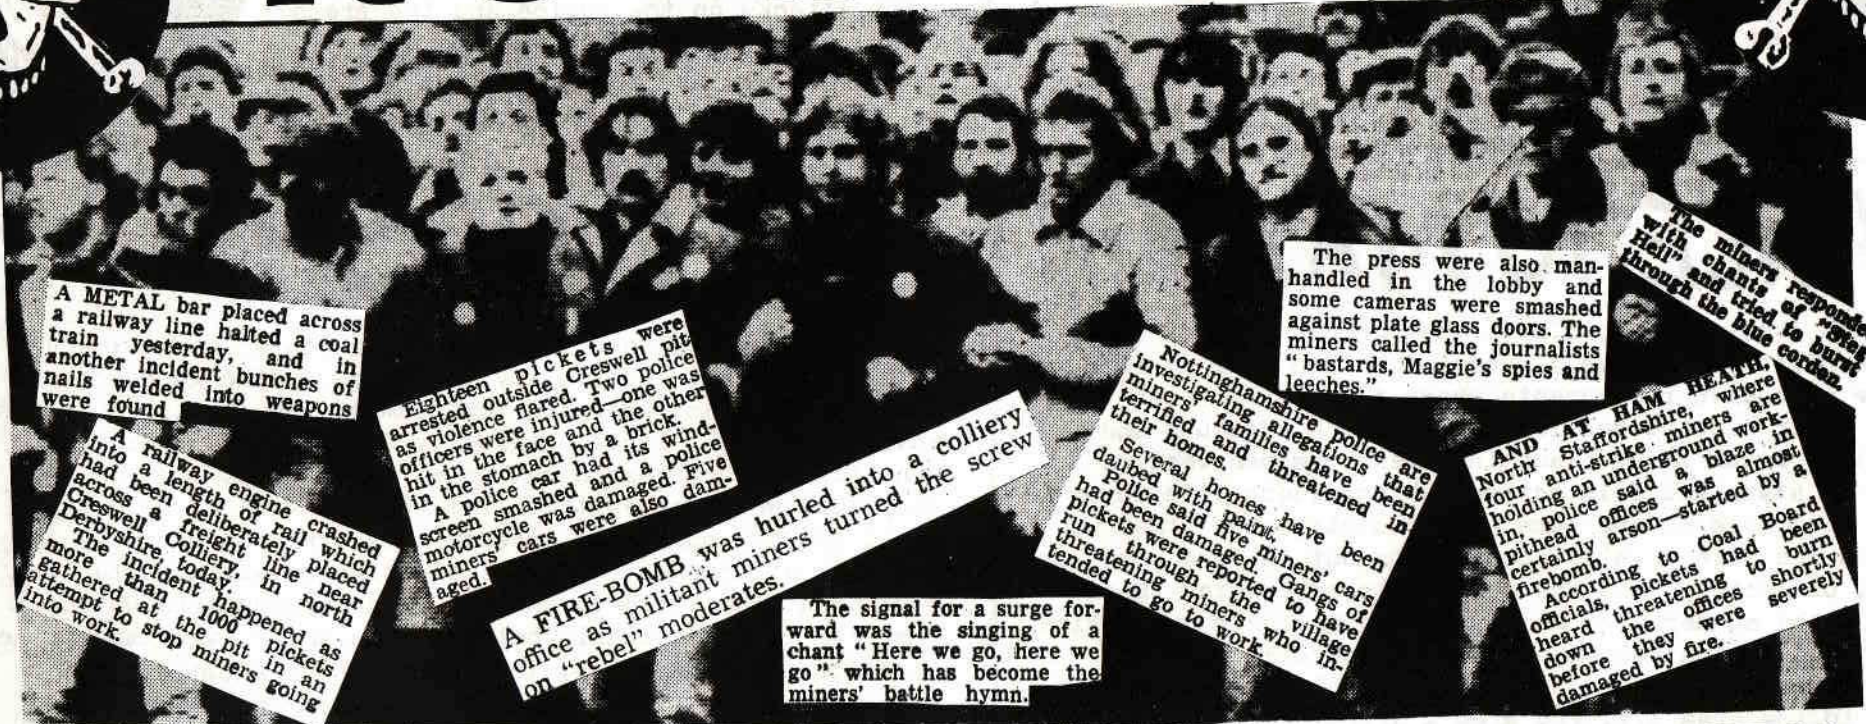 A METAL bar placed across
a railway line halted a coal
train yesterday, and in
another incident bunches of
nails welded into weapons
were found
A railway engine crashed
into a length of rail which
had been deliberately placed
across a freight line near
Creswell Colliery, in north
Derbyshire today.
The incident happened as
more than 1000 pickets
gathered at the pit in an
attempt to stop miners going
into work.
Eighteen pickets were
arrested outside Creswell pit
as violence flared. Two police
officers were injured—one was
hit in the face and the other
in the stomach by a brick.
A police car had its wind-
screen smashed and a police
motorcycle was damaged. Five
miners' cars were also dam-
aged.
A FIRE-BOMB was hurled into a colliery
office as militant miners turned the screw
on "rebel" moderates.
The signal for a surge for-
ward was the singing of a
chant "Here we go, here we
go" which has become the
miners' battle hymn.
Nottinghamshire police are
investigating allegations that
miners' families have been
terrified and threatened in
their homes.
Several homes have been
daubed with paint.
Police said five miners' cars
had been damaged. Gangs of
pickets were reported to have
run through the village
threatening miners who in-
tended to go to work.
The press were also man-
handled in the lobby and
some cameras were smashed
against plate glass doors. The
miners called the journalists
"bastards, Maggie's spies and
leeches."
The miners responde
with chants of "Sieg
Heil" and tried to burst
through the blue cordon.
AND AT HAM HEATH,
North Staffordshire, where
four anti-strike miners are
holding an underground work-
in, police said a blaze in
pithead offices was almost
certainly arson—started by a
firebomb.
According to Coal Board
officials, pickets had been
heard threatening to burn
down the offices shortly
before they were severely
damaged by fire.